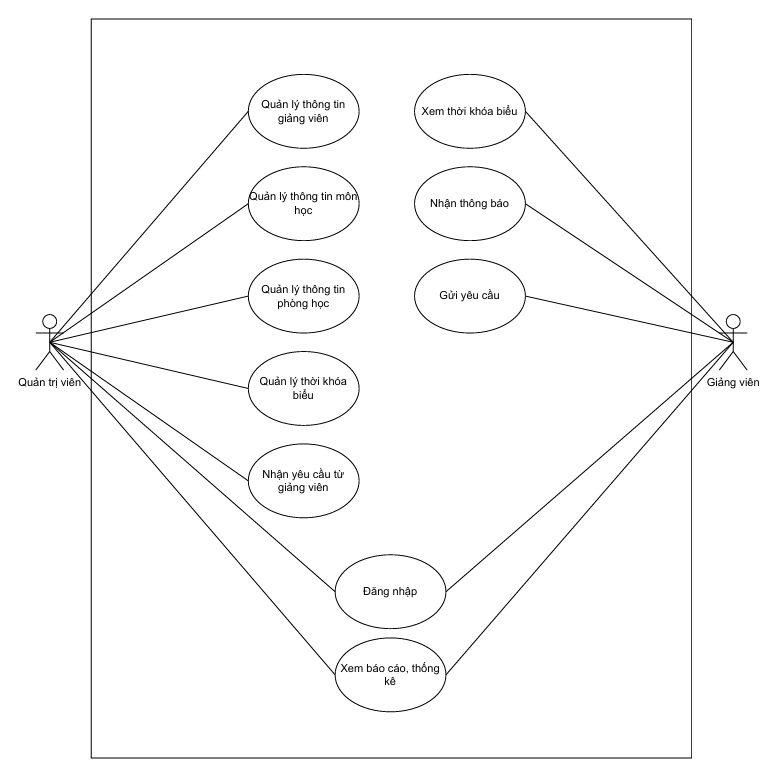 Quản lý thông tin
giảng viên
Xem thời khóa biểu
Quản lý thông tin môn
học
Nhận thông báo
Quản lý thông tin
phòng học
Gửi yêu cầu
Quản trị viên
Giảng viên
Quản lý thời khóa
biểu
Nhận yêu cầu từ
giảng viên
Đăng nhập
Xem báo cáo, thống
kê